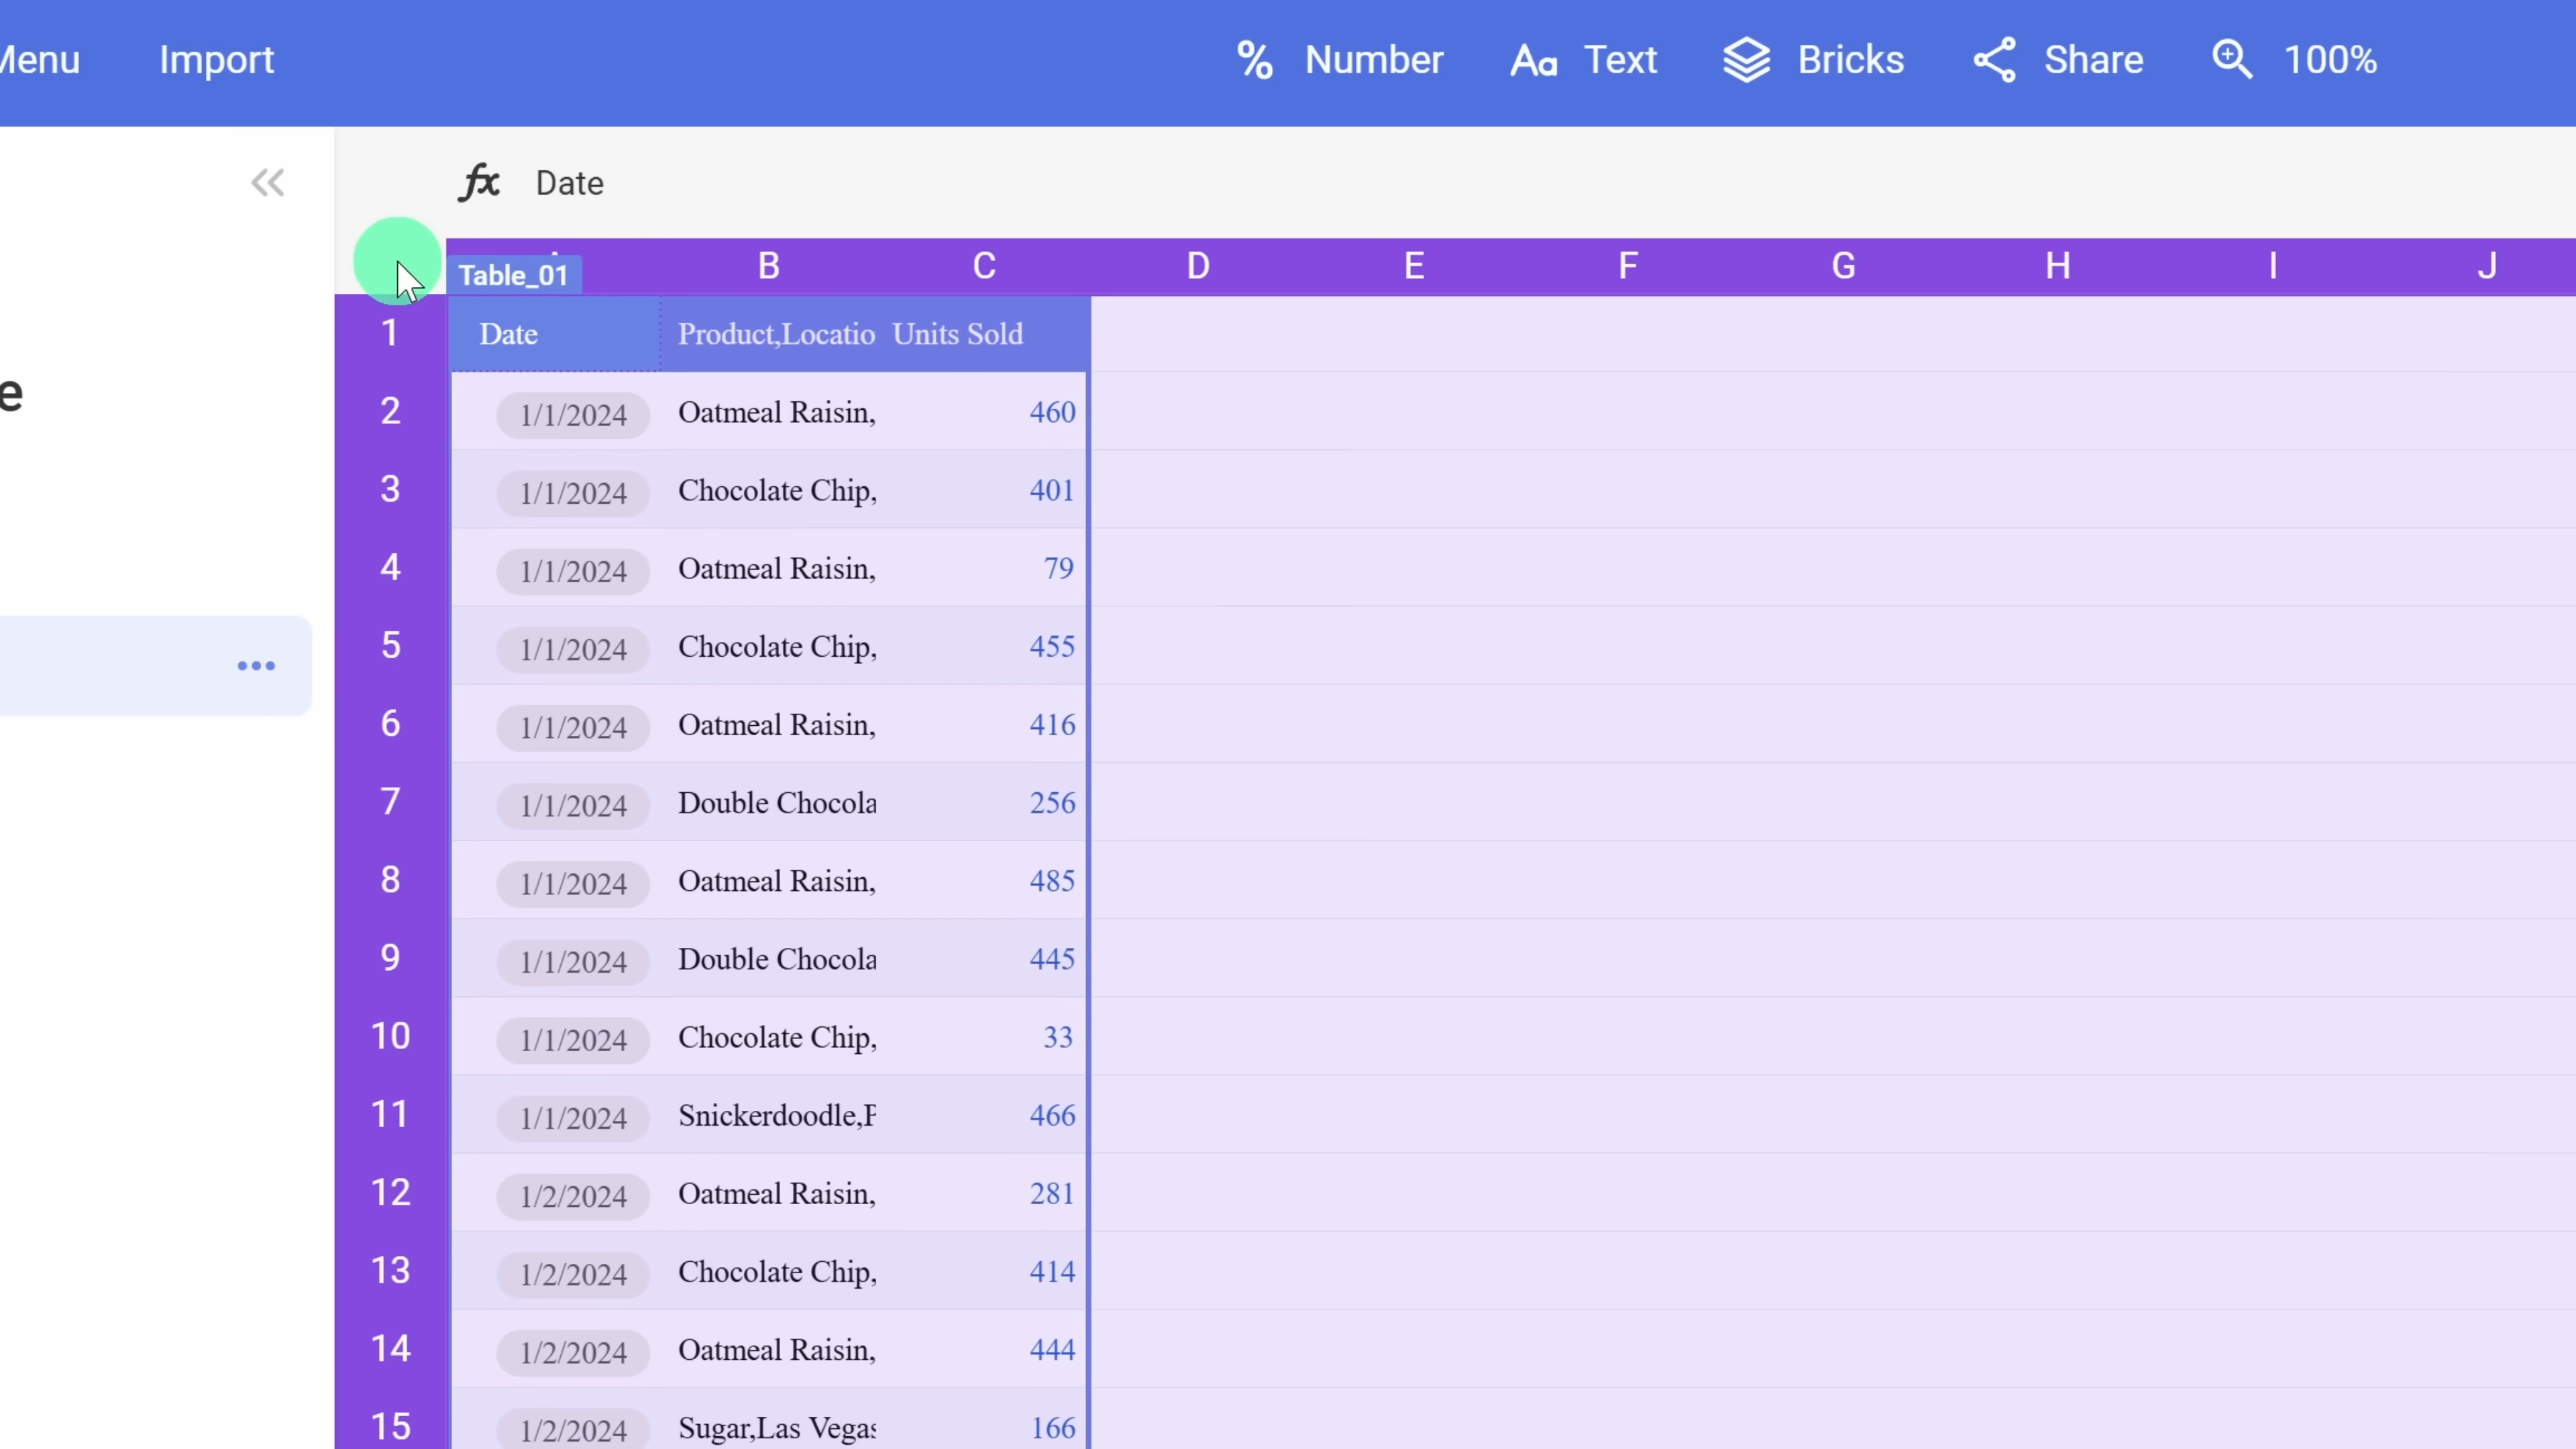 Menu Import % Number Aa Text Bricks Share 100%
fx Date
B C D E F G H I J
Table_01
1 Date Product,Locatio Units Sold
e
2 1/1/2024 Oatmeal Raisin, 460
3 1/1/2024 Chocolate Chip, 401
4 1/1/2024 Oatmeal Raisin, 79
5 1/1/2024 Chocolate Chip, 455
6 1/1/2024 Oatmeal Raisin, 416
7 1/1/2024 Double Chocola 256
8 1/1/2024 Oatmeal Raisin, 485
9 1/1/2024 Double Chocola 445
10 1/1/2024 Chocolate Chip, 33
11 1/1/2024 Snickerdoodle,P 466
12 1/2/2024 Oatmeal Raisin, 281
13 1/2/2024 Chocolate Chip, 414
14 1/2/2024 Oatmeal Raisin, 444
15 1/2/2024 Sugar,Las Vegas 166